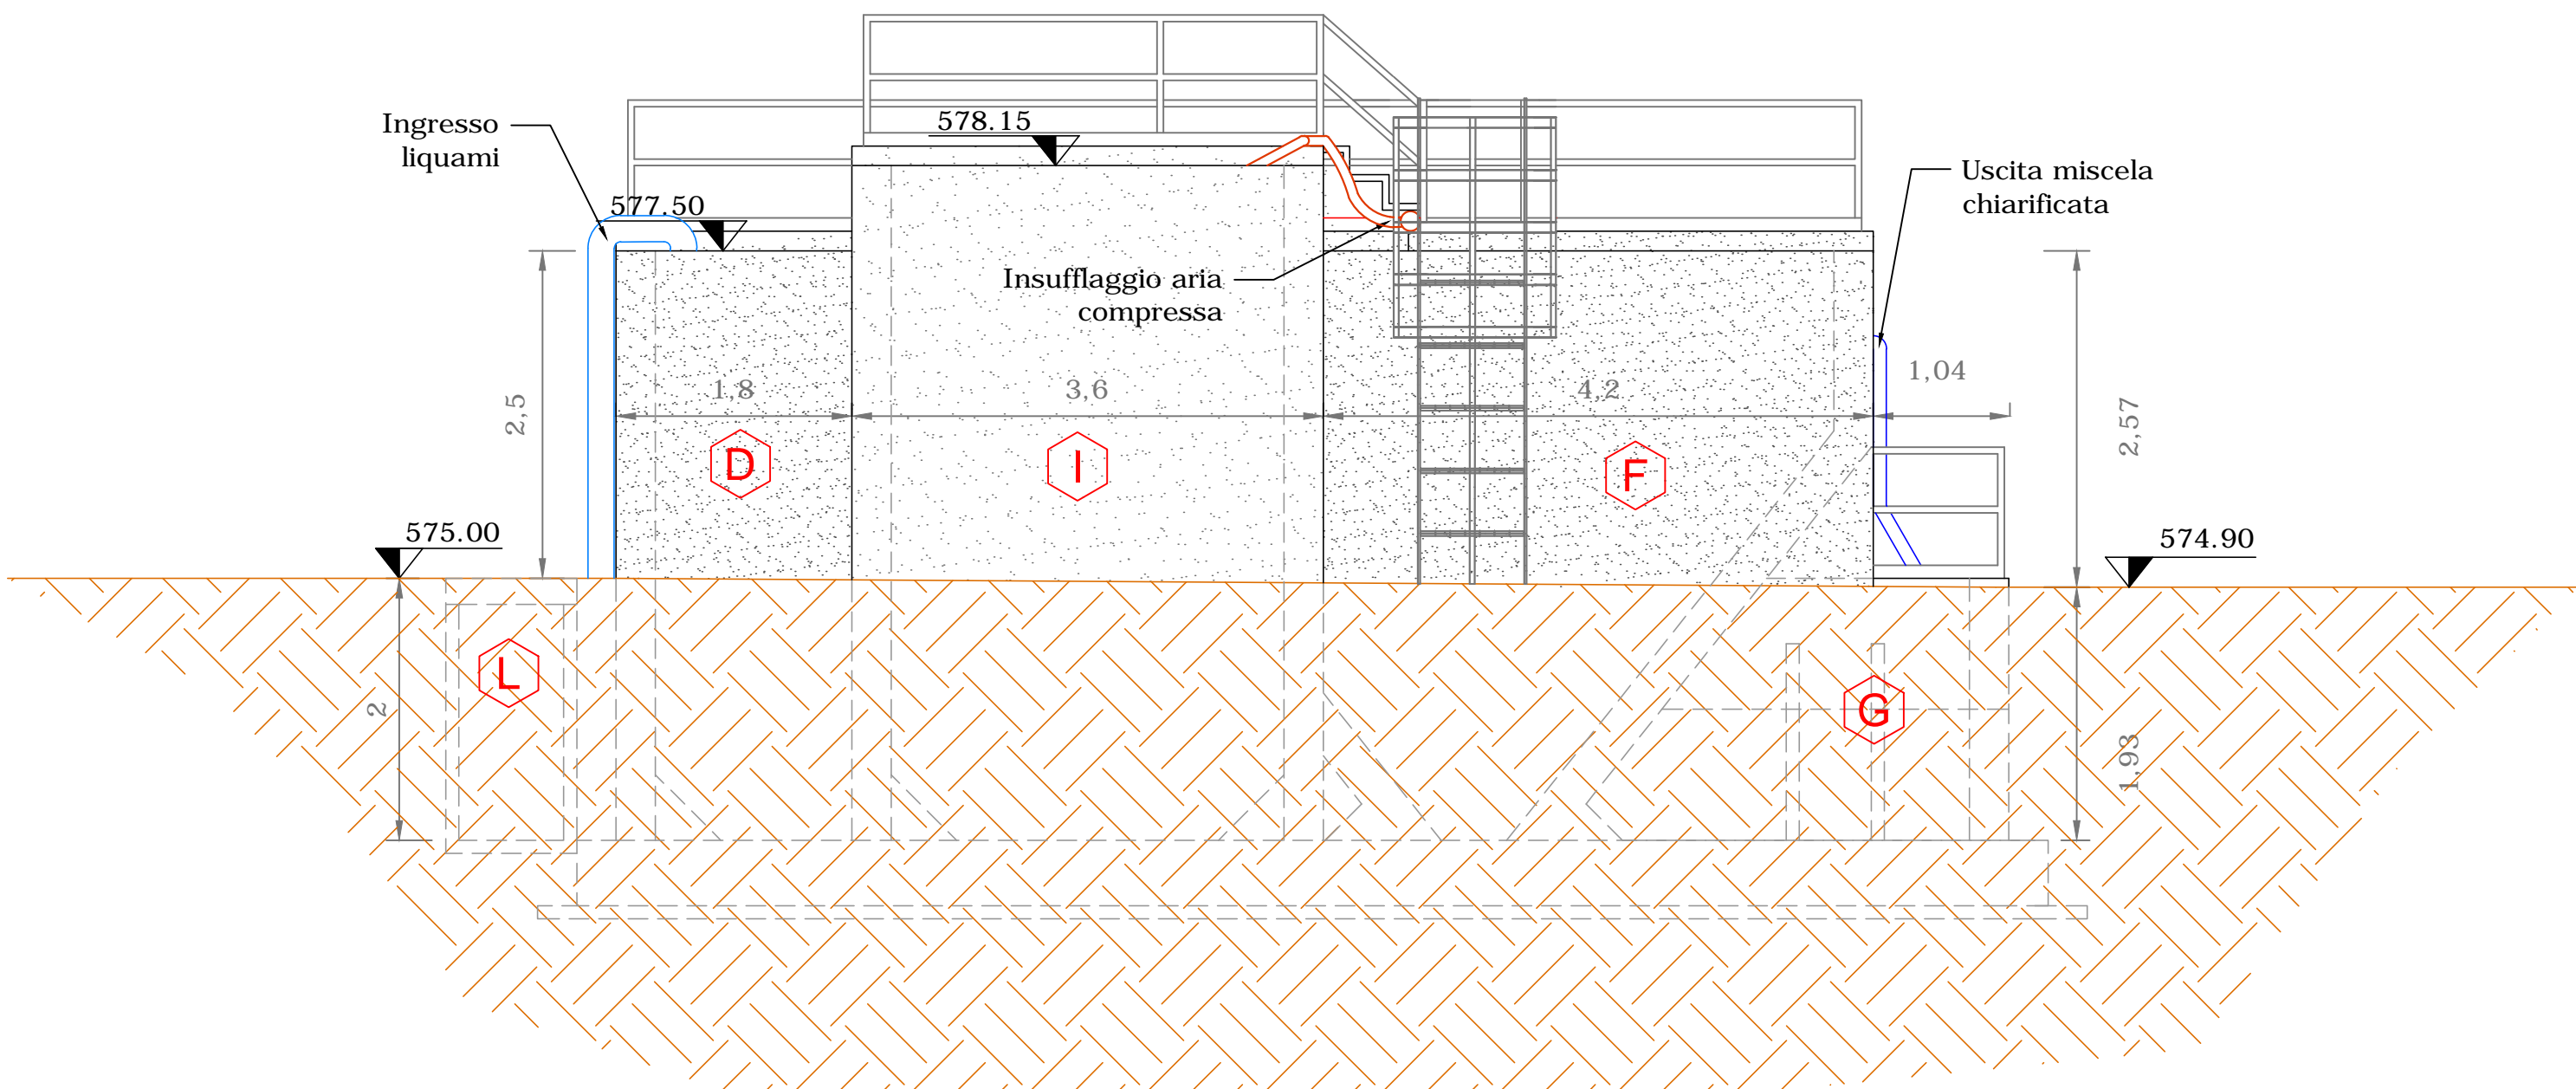 578.15
Ingresso
liquami
577.50
Uscita miscela
chiarificata
Insufflaggio aria
compressa
1,8
3,6
4,2
1,04
2,5
2,57
D
I
F
575.00
574.90
L
G
2
1,93